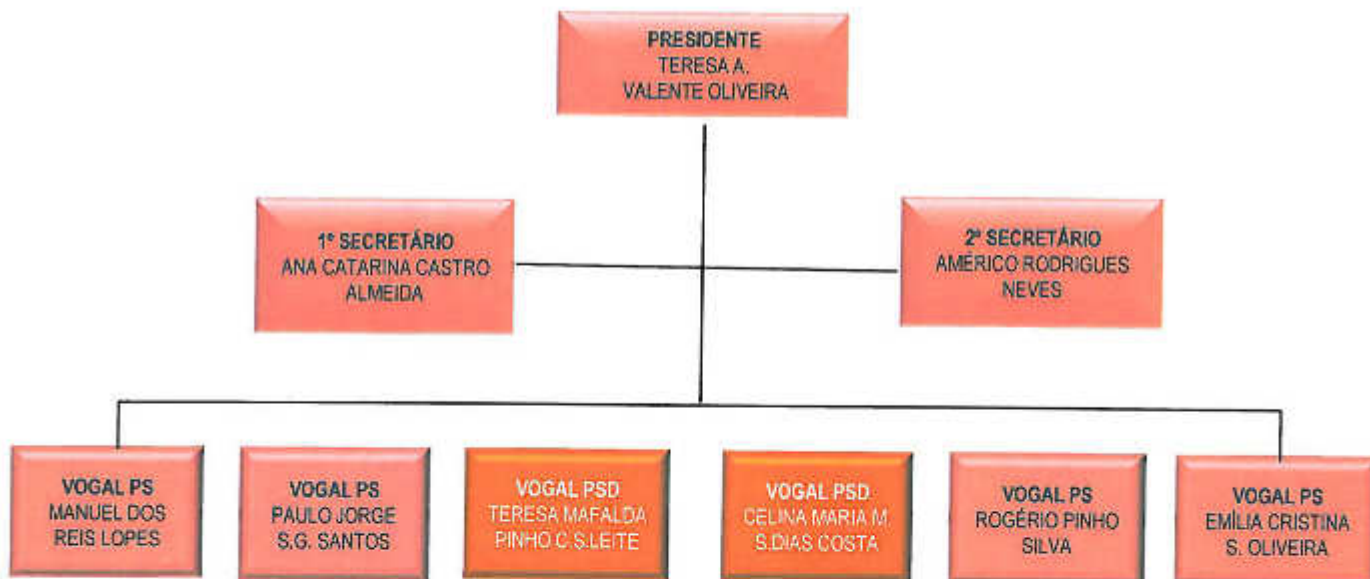 PRESIDENTE
TERESA A.
VALENTE OLIVEIRA
1º SECRETÁRIO
ANA CATARINA CASTRO
ALMEIDA
2º SECRETÁRIO
AMÉRICO RODRIGUES
NEVES
VOGAL PS
MANUEL DOS
REIS LOPES
VOGAL PS
PAULO JORGE
S.G. SANTOS
VOGAL PSD
TERESA MAFALDA
PINHO C.S.LEITE
VOGAL PSD
CELINA MARIA M.
S.DIAS COSTA
VOGAL PS
ROGÉRIO PINHO
SILVA
VOGAL PS
EMÍLIA CRISTINA
S. OLIVEIRA